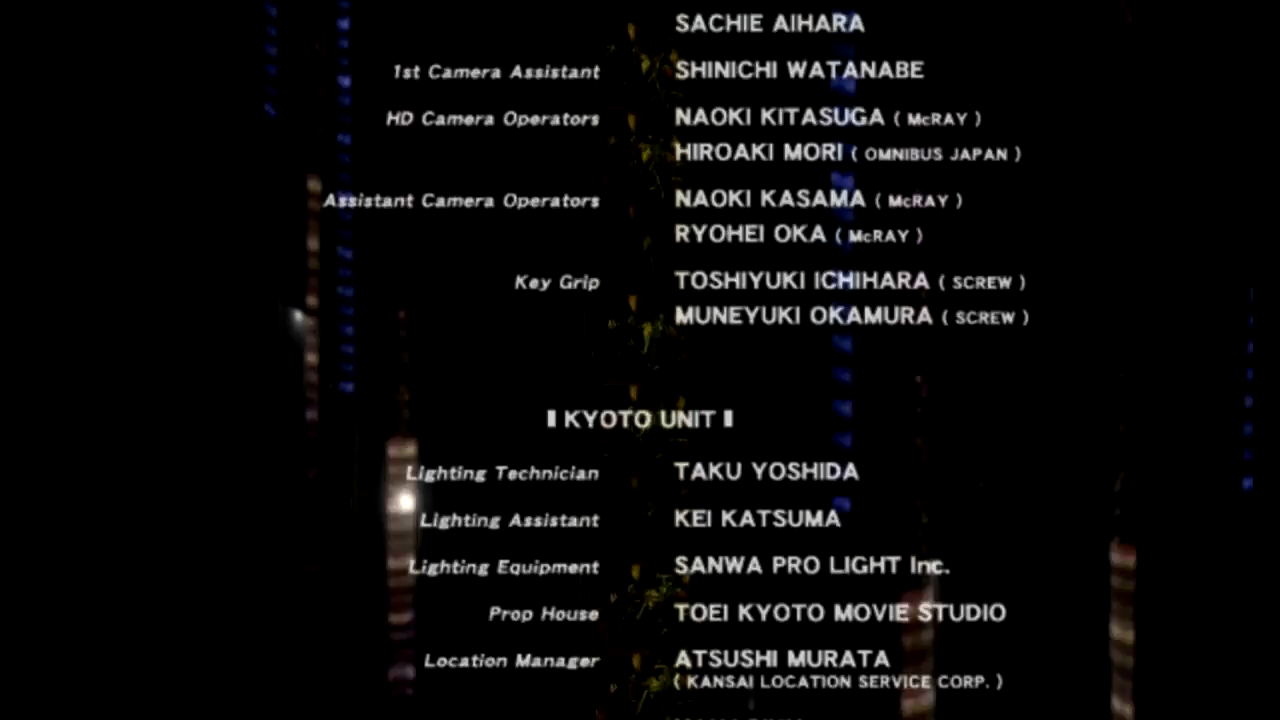 SACHIE AIHARA
1st Camera Assistant SHINICHI WATANABE
HD Camera Operators NAOKI KITASUGA ( McRAY )
HIROAKI MORI ( OMNIBUS JAPAN )
Assistant Camera Operators NAOKI KASAMA ( McRAY )
RYOHEI OKA ( McRAY )
Key Grip TOSHIYUKI ICHIHARA ( SCREW )
MUNEYUKI OKAMURA ( SCREW )
▮ KYOTO UNIT ▮
Lighting Technician TAKU YOSHIDA
Lighting Assistant KEI KATSUMA
Lighting Equipment SANWA PRO LIGHT Inc.
Prop House TOEI KYOTO MOVIE STUDIO
Location Manager ATSUSHI MURATA
( KANSAI LOCATION SERVICE CORP. )